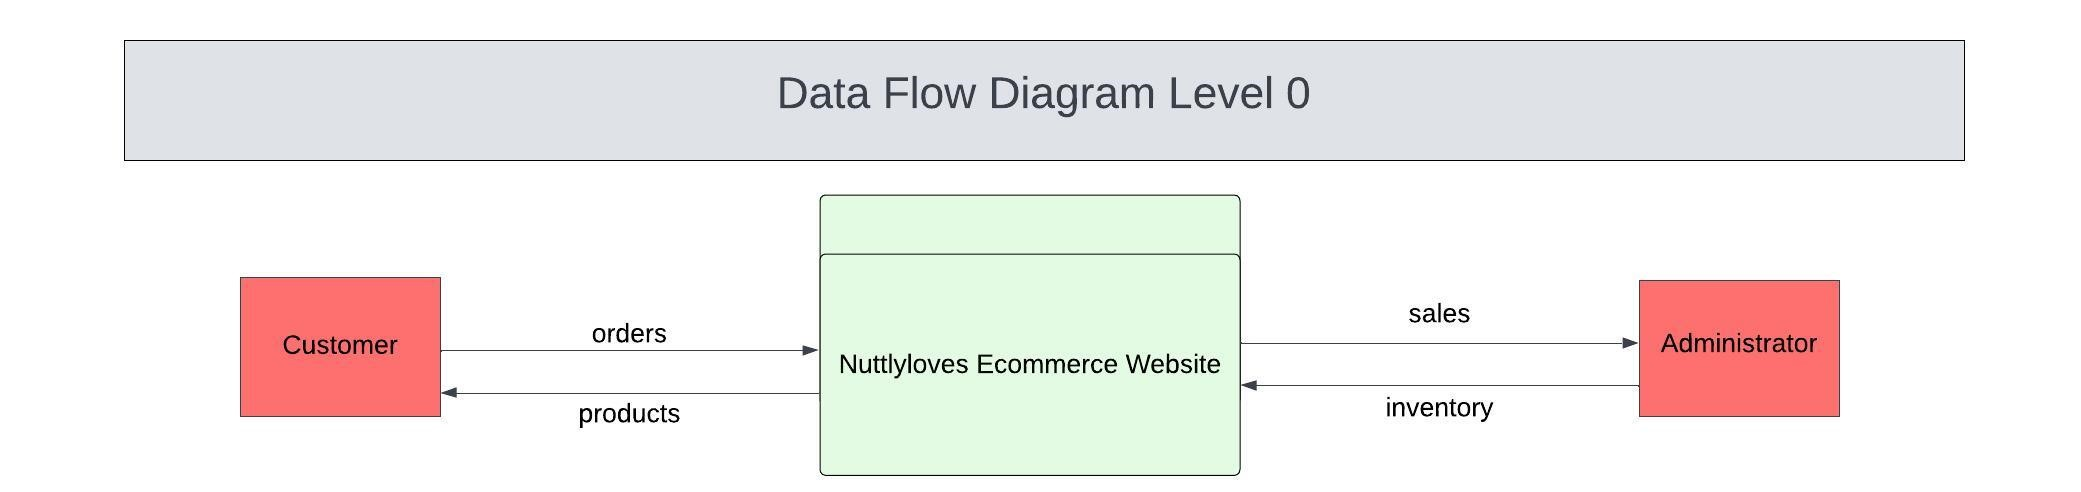 Data Flow Diagram Level 0
Customer
orders
products
Nuttlyloves Ecommerce Website
sales
inventory
Administrator